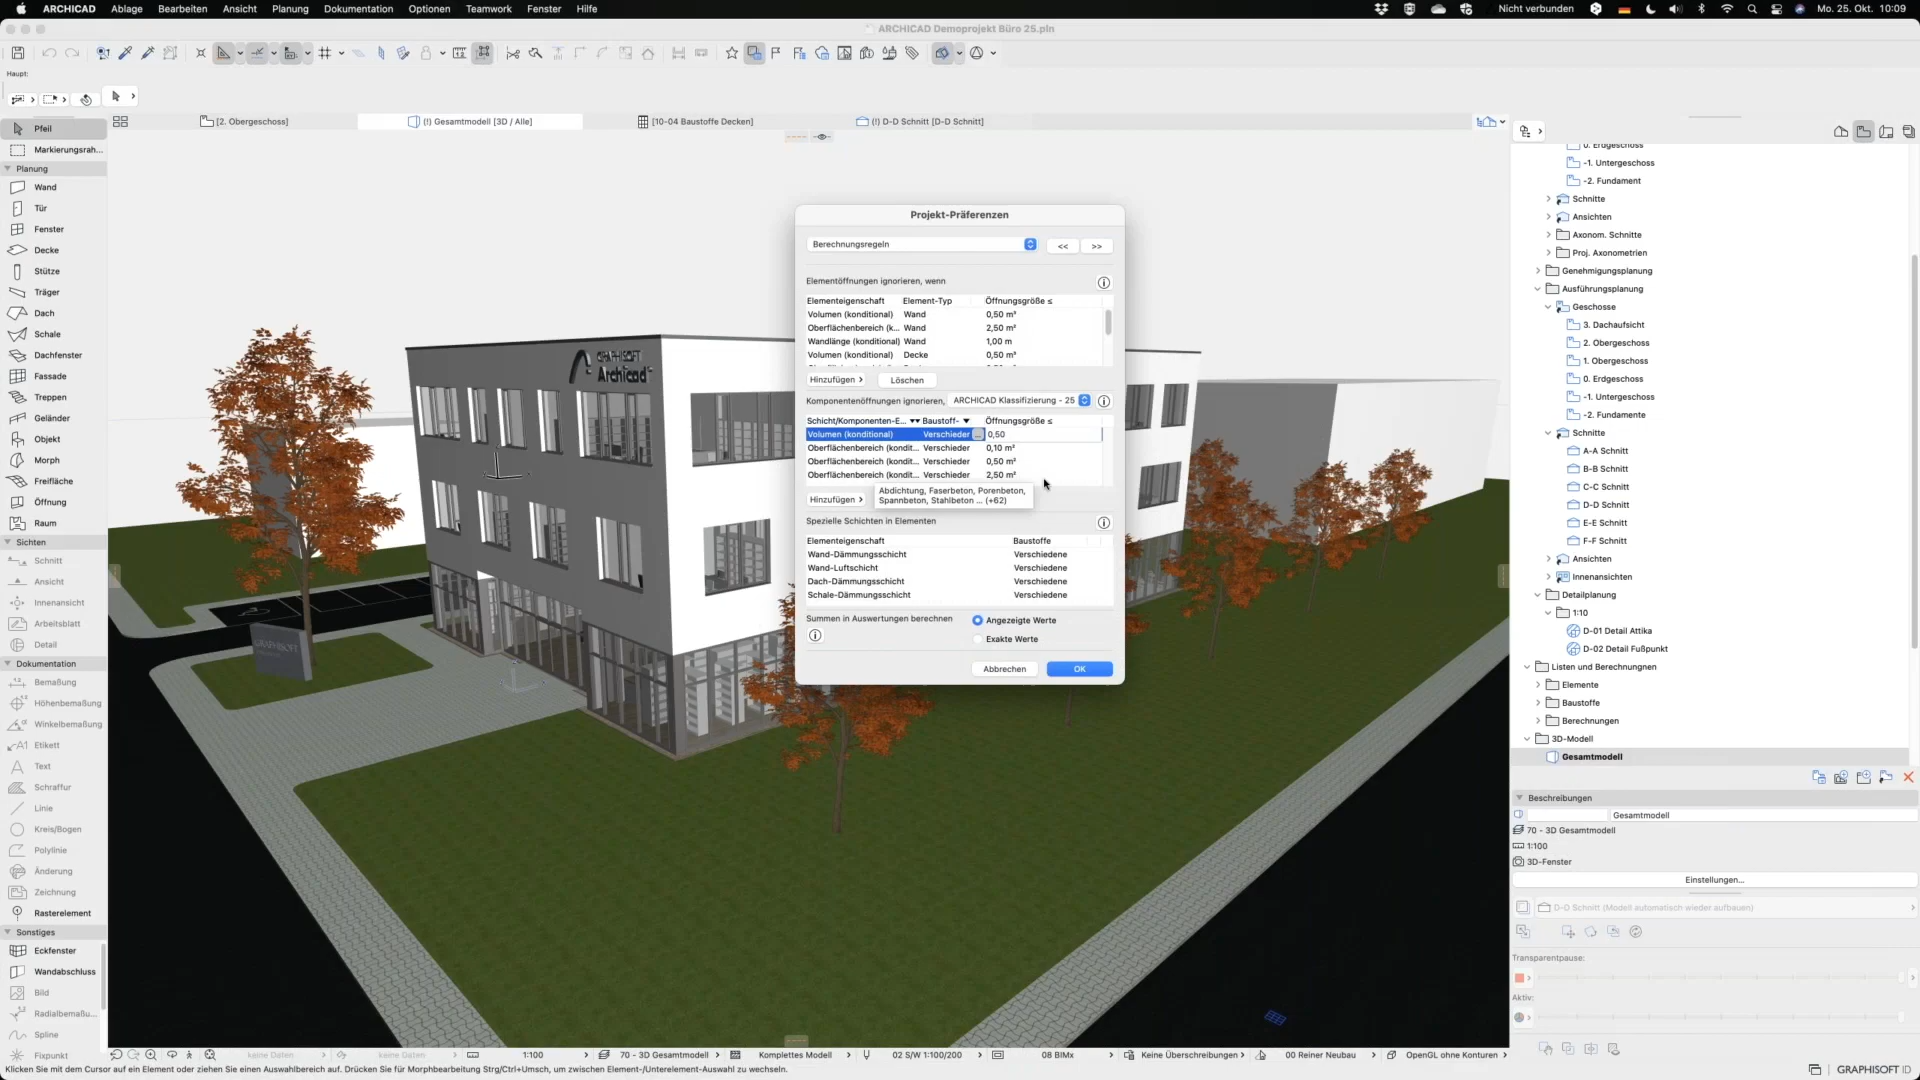 ARCHICAD Ablage Bearbeiten Ansicht Planung Dokumentation Optionen Teamwork Fenster Hilfe
Nicht verbunden
Mo. 25. Okt. 10:09
ARCHICAD Demoprojekt Büro 25.pln
Haupt:
[2. Obergeschoss]
(!) Gesamtmodell [3D / Alle]
[10-04 Baustoffe Decken]
(!) D-D Schnitt [D-D Schnitt]
Pfeil
Markierungsrah...
Planung
Wand
Tür
Fenster
Decke
Stütze
Träger
Dach
Schale
Dachfenster
Fassade
Treppen
Geländer
Objekt
Morph
Freifläche
Öffnung
Raum
Sichten
Schnitt
Ansicht
Innenansicht
Arbeitsblatt
Detail
Dokumentation
Bemaßung
Höhenbemaßung
Winkelbemaßung
Etikett
Text
Schraffur
Linie
Kreis/Bogen
Polylinie
Änderung
Zeichnung
Rasterelement
Sonstiges
Eckfenster
Wandabschluss
Bild
Radialbemaßu...
Spline
Fixpunkt
GRAPHISOFT
Archicad
GRAPHISOFT
Projekt-Präferenzen
Berechnungsregeln
<< >>
Elementöffnungen ignorieren, wenn
Elementeigenschaft Element-Typ Öffnungsgröße ≤
Volumen (konditional) Wand 0,50 m³
Oberflächenbereich (k... Wand 2,50 m²
Wandlänge (konditional) Wand 1,00 m
Volumen (konditional) Decke 0,50 m³
Hinzufügen Löschen
Komponentenöffnungen ignorieren, ARCHICAD Klassifizierung - 25
Schicht/Komponenten-E... Baustoff- Öffnungsgröße ≤
Volumen (konditional) Verschieder ... 0,50
Oberflächenbereich (kondit... Verschieder 0,10 m²
Oberflächenbereich (kondit... Verschieder 0,50 m²
Oberflächenbereich (kondit... Verschieder 2,50 m²
Hinzufügen
Abdichtung, Faserbeton, Porenbeton,
Spannbeton, Stahlbeton ... (+62)
Spezielle Schichten in Elementen
Elementeigenschaft Baustoffe
Wand-Dämmungsschicht Verschiedene
Wand-Luftschicht Verschiedene
Dach-Dämmungsschicht Verschiedene
Schale-Dämmungsschicht Verschiedene
Summen in Auswertungen berechnen
Angezeigte Werte
Exakte Werte
Abbrechen OK
0. Erdgeschoss
-1. Untergeschoss
-2. Fundament
Schnitte
Ansichten
Axonom. Schnitte
Proj. Axonometrien
Genehmigungsplanung
Ausführungsplanung
Geschosse
3. Dachaufsicht
2. Obergeschoss
1. Obergeschoss
0. Erdgeschoss
-1. Untergeschoss
-2. Fundamente
Schnitte
A-A Schnitt
B-B Schnitt
C-C Schnitt
D-D Schnitt
E-E Schnitt
F-F Schnitt
Ansichten
Innenansichten
Detailplanung
1:10
D-01 Detail Attika
D-02 Detail Fußpunkt
Listen und Berechnungnen
Elemente
Baustoffe
Berechnungen
3D-Modell
Gesamtmodell
Beschreibungen
Gesamtmodell
70 - 3D Gesamtmodell
1:100
3D-Fenster
Einstellungen...
D-D Schnitt (Modell automatisch wieder aufbauen)
Transparentpause:
Aktiv:
keine Daten
keine Daten
1:100
70 - 3D Gesamtmodell
Komplettes Modell
02 S/W 1:100/200
08 BIMx
Keine Überschreibungen
00 Reiner Neubau
OpenGL ohne Konturen
Klicken Sie mit dem Cursor auf ein Element oder ziehen Sie einen Auswahlbereich auf. Drücken Sie für Morphbearbeitung Strg/Ctrl+Umsch, um zwischen Element-/Unterelement-Auswahl zu wechseln.
GRAPHISOFT ID